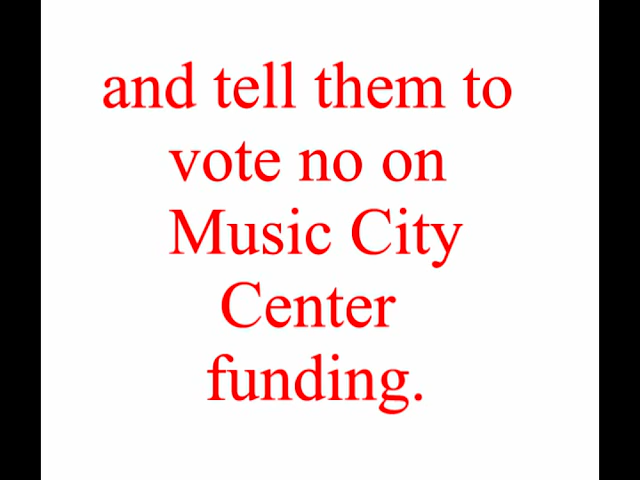 and tell them to
vote no on
Music City
Center
funding.